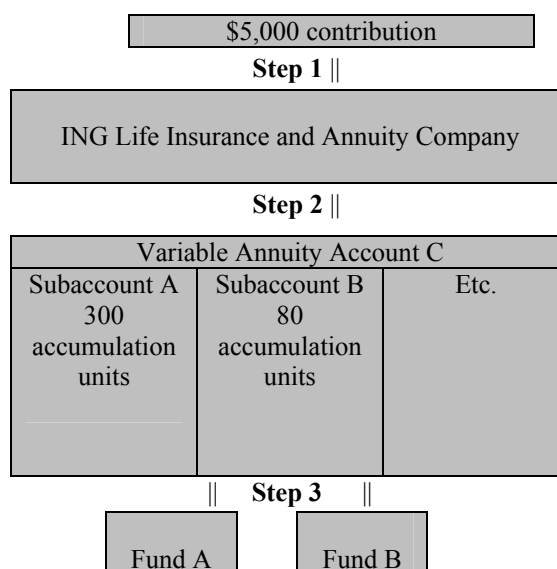 $5,000 contribution
Step 1 ||
ING Life Insurance and Annuity Company
Step 2 ||
Variable Annuity Account C
Subaccount A
300
accumulation
units
Subaccount B
80
accumulation
units
Etc.
|| Step 3 ||
Fund A
Fund B